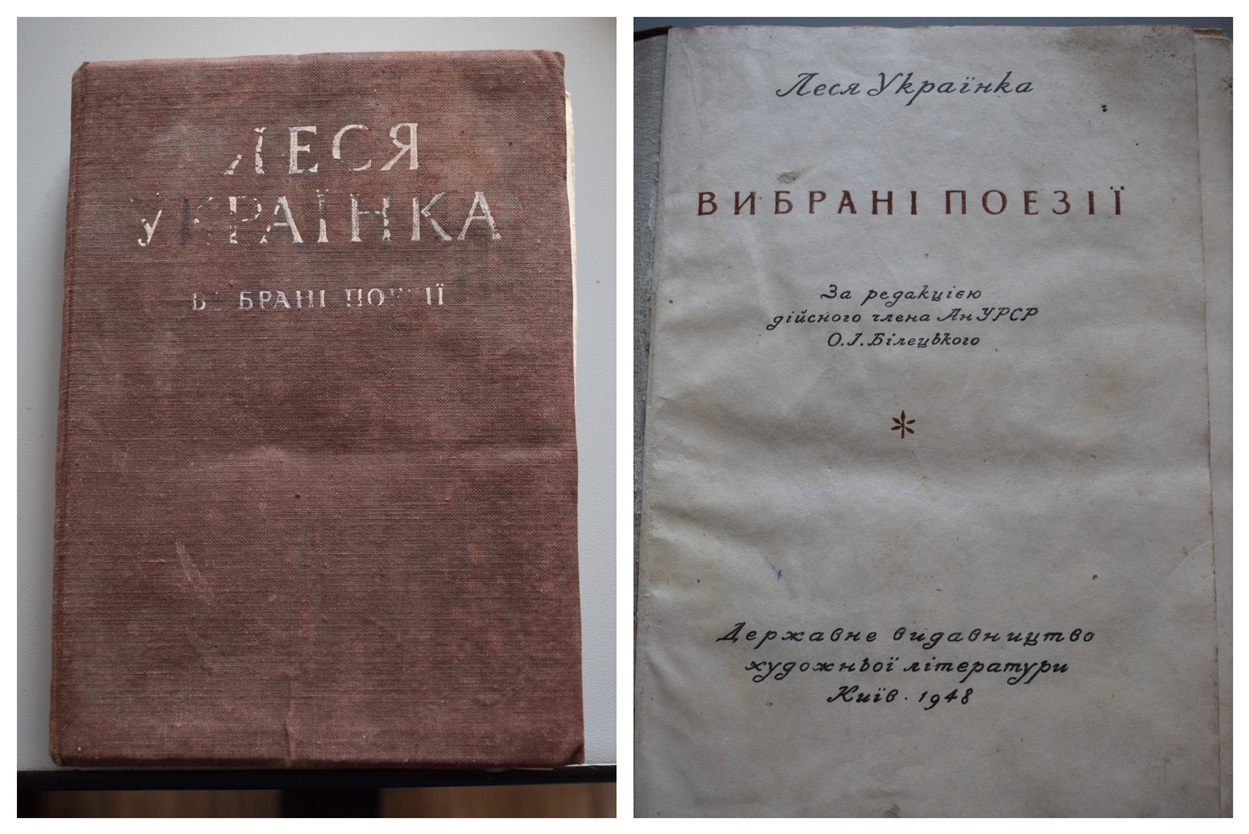 ЛЕСЯ
УКРАЇНКА
ВИБРАНІ ПОЕЗІЇ
Леся Українка
ВИБРАНІ ПОЕЗІЇ
За редакцією
дійсного члена Ан УРСР
О.І.Білецького
Державне видавництво
художньої літератури
Київ · 1948